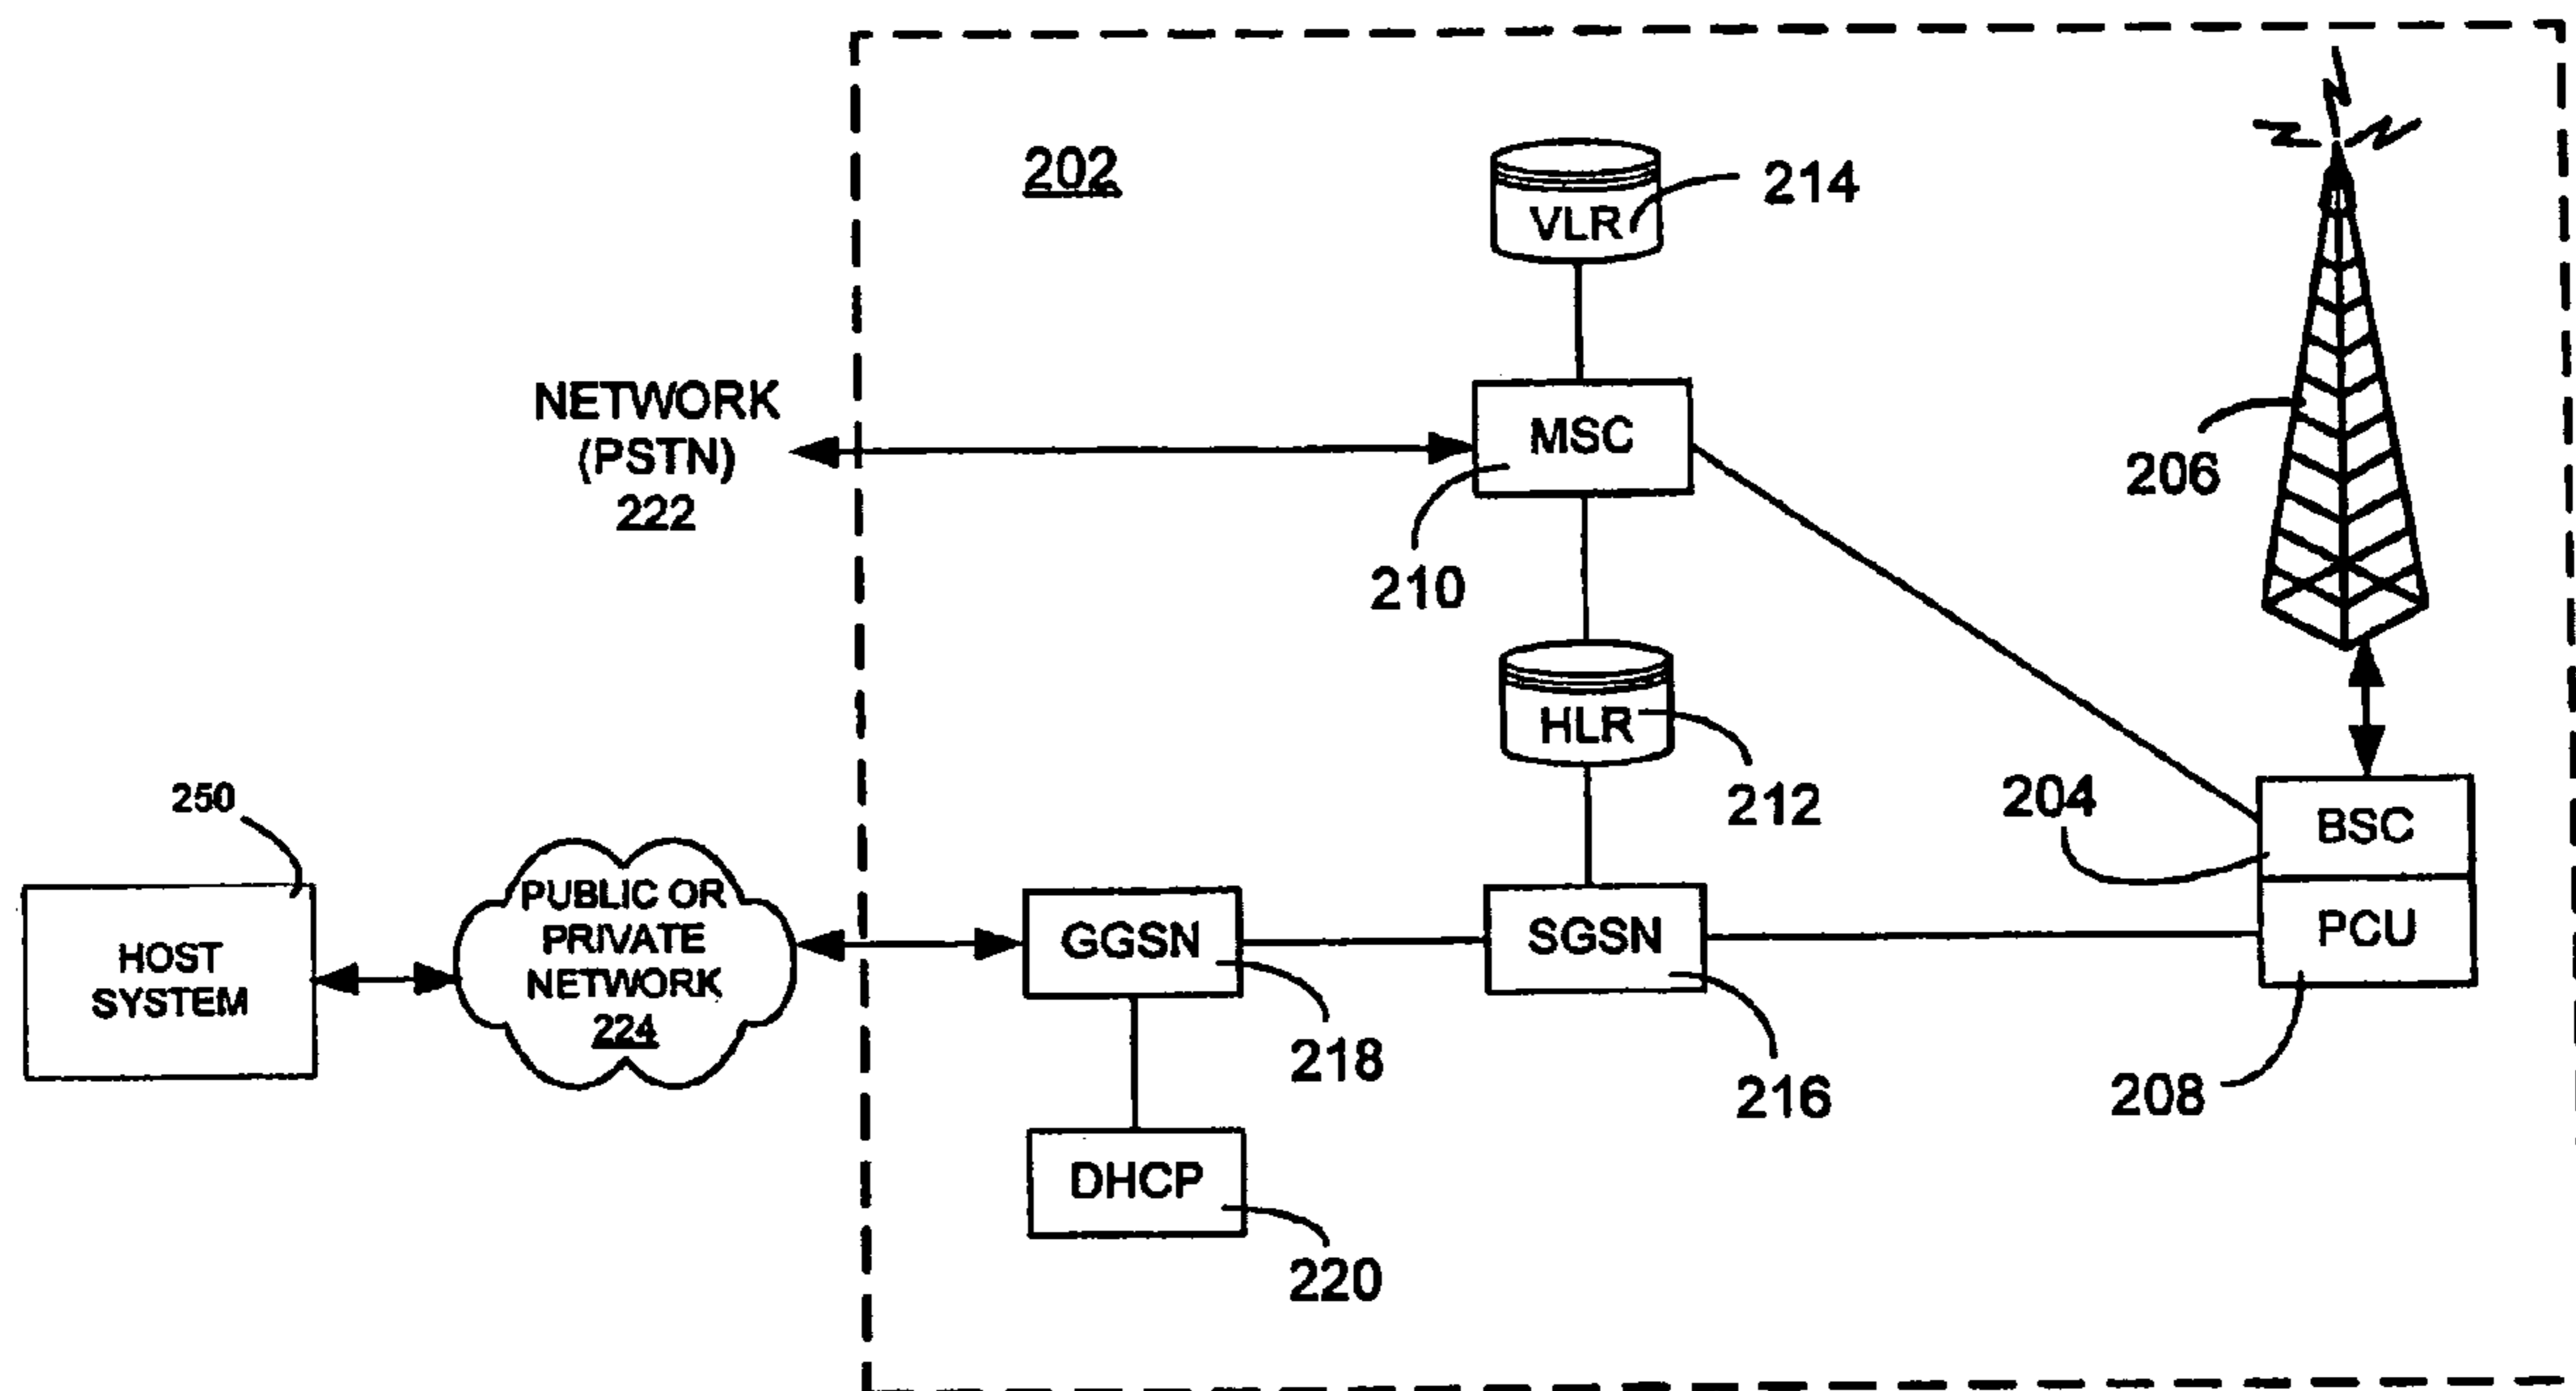 202
VLR
214
NETWORK
(PSTN)
222
MSC
210
206
HLR
212
204
BSC
PCU
208
250
HOST
SYSTEM
PUBLIC OR
PRIVATE
NETWORK
224
GGSN
218
SGSN
216
DHCP
220